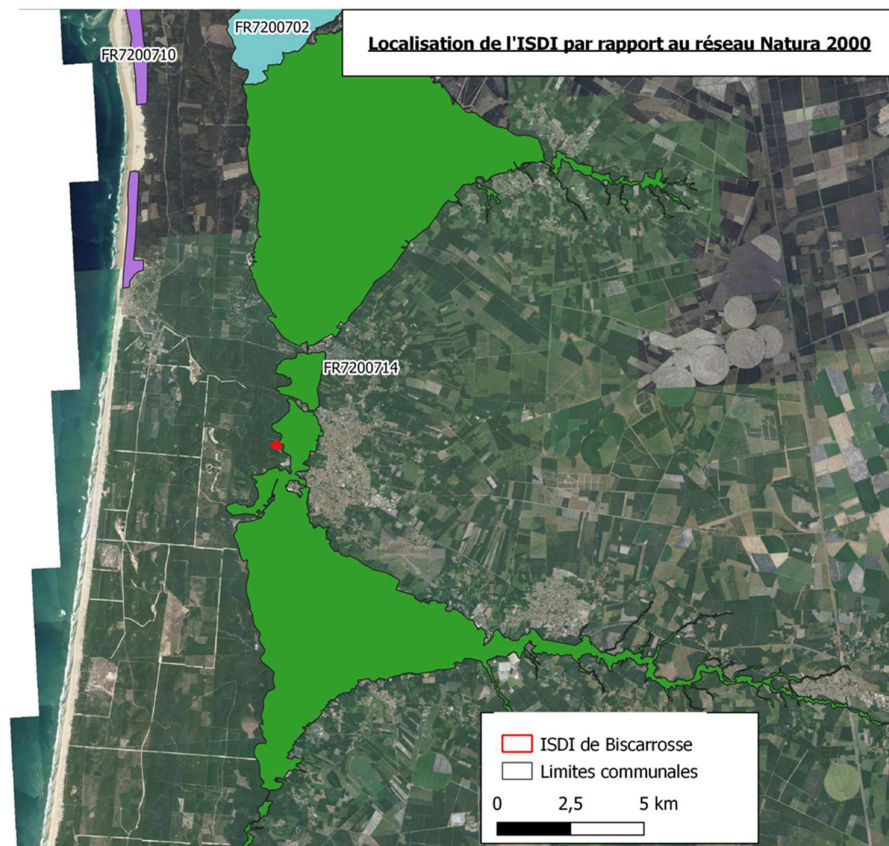 FR7200702
FR7200710
Localisation de l'ISDI par rapport au réseau Natura 2000
FR7200714
ISDI de Biscarrosse
Limites communales
0 2,5 5 km